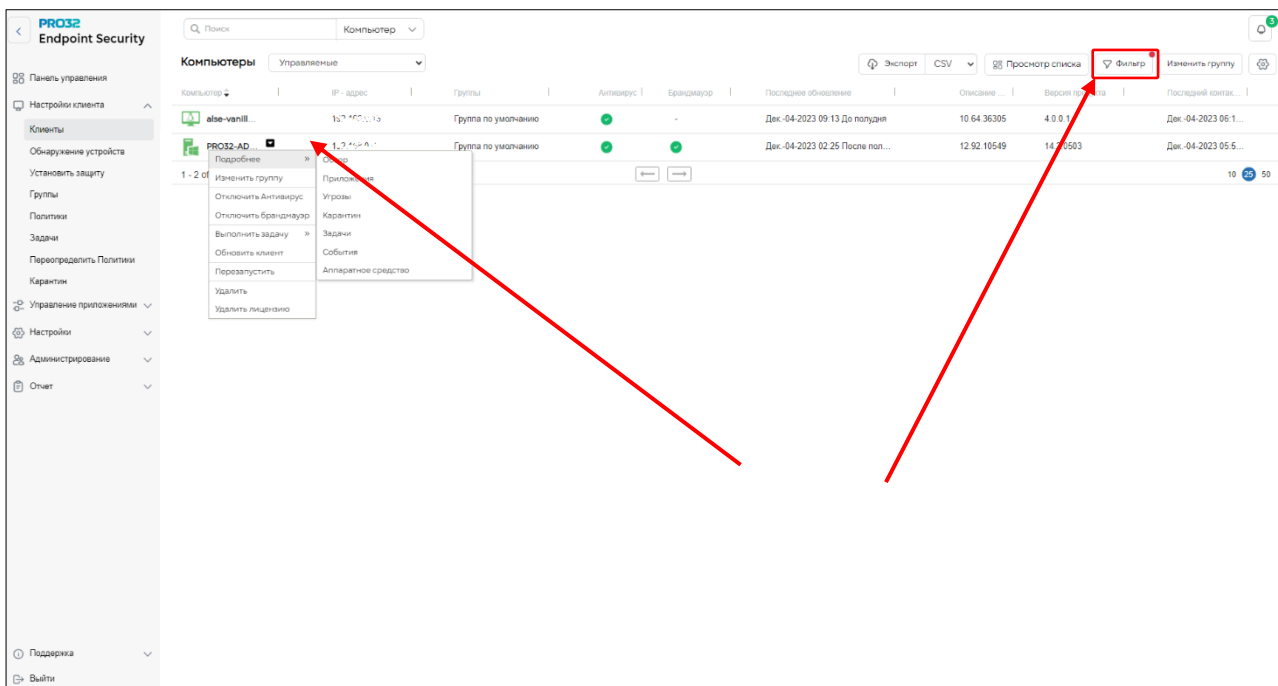 PRO32
Endpoint Security
Поиск
Компьютер
3
Компьютеры
Управляемые
Экспорт
CSV
Просмотр списка
Фильтр
Изменить группу
Компьютер
IP - адрес
Группы
Антивирус
Брандмауэр
Последнее обновление
Описание ...
Последний контак...
alse-vanill...
Группа по умолчанию
-
Дек.-04-2023 09:13 До полудня
10.64.36305
4.0.0.1
Дек.-04-2023 06:1...
PRO32-AD...
Группа по умолчанию
Дек.-04-2023 02:25 После пол...
12.92.10549
Дек.-04-2023 05:5...
1 - 2 of
10 25 50
Подробнее »
Изменить группу
Отключить Антивирус
Отключить брандмауэр
Выполнить задачу »
Обновить клиент
Перезапустить
Удалить
Удалить лицензию
Обзор
Приложения
Угрозы
Карантин
Задачи
События
Аппаратное средство
Панель управления
Настройки клиента
Клиенты
Обнаружение устройств
Установить защиту
Группы
Политики
Задачи
Переопределить Политики
Карантин
Управление приложениями
Настройки
Администрирование
Отчет
Поддержка
Выйти